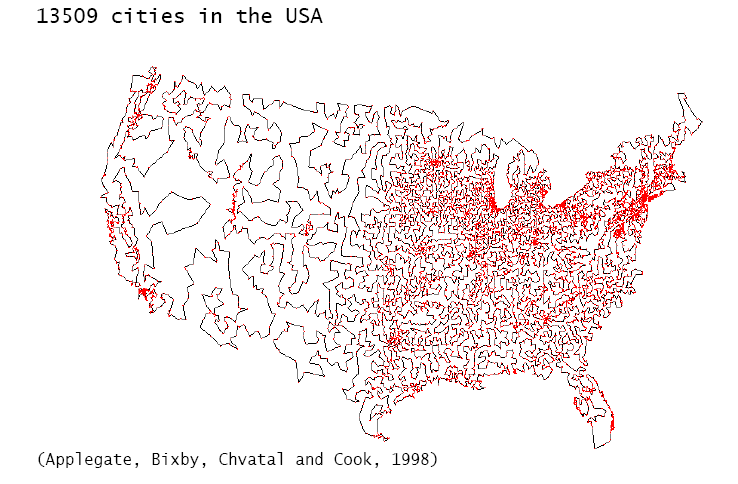 13509 cities in the USA
(Applegate, Bixby, Chvatal and Cook, 1998)